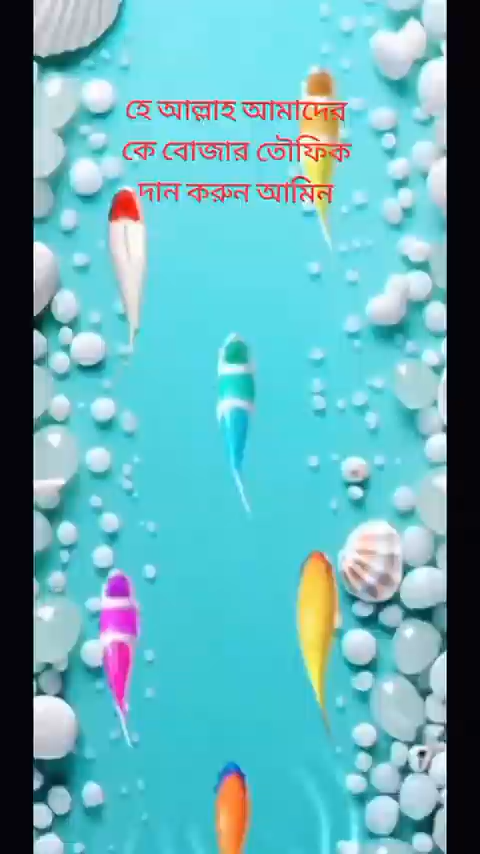 হে আল্লাহ আমাদের
কে বোজার তৌফিক
দান করুন আমিন